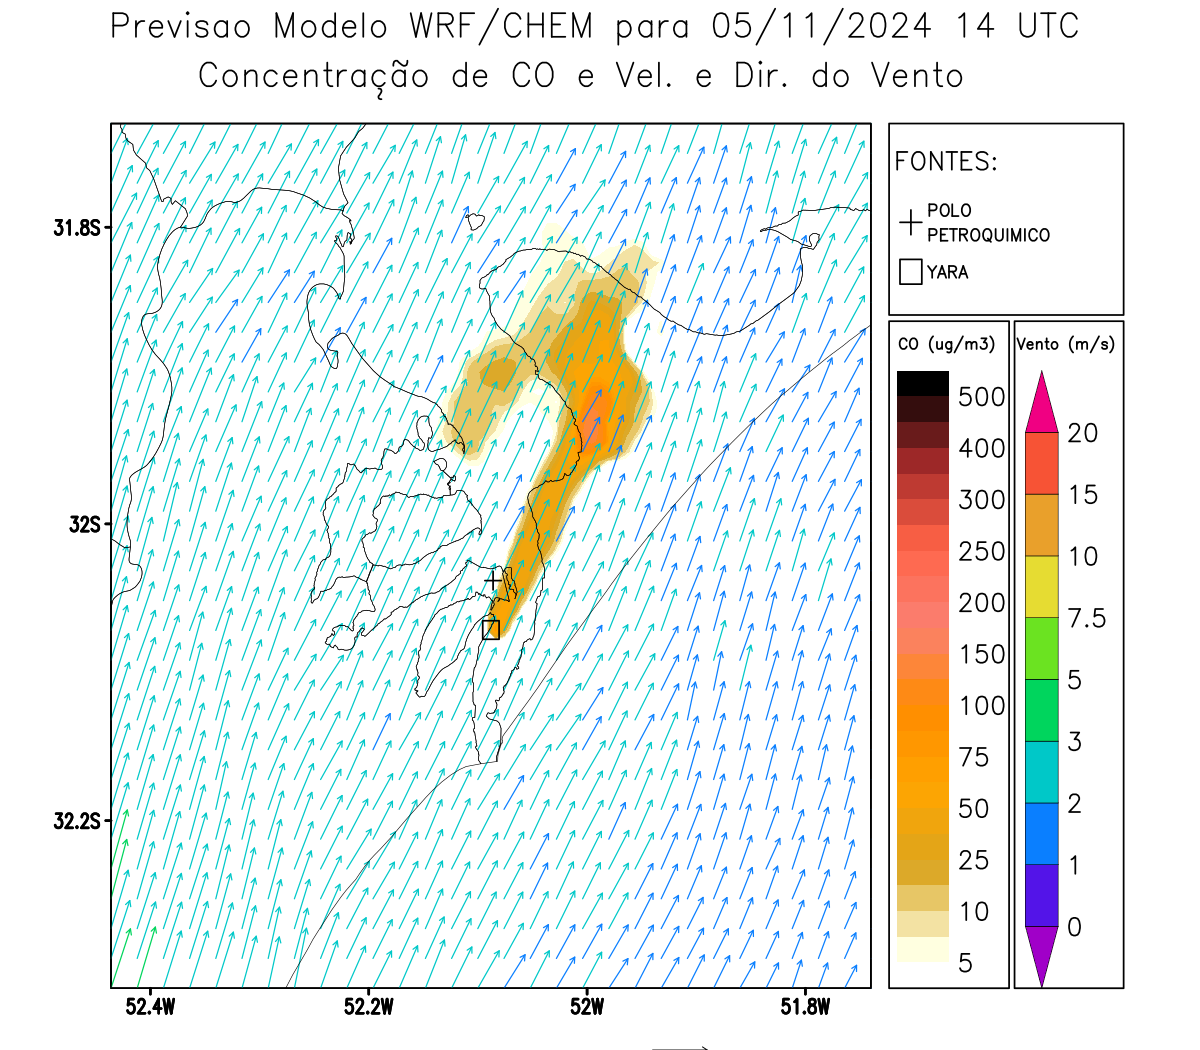 Previsao Modelo WRF/CHEM para 05/11/2024 14 UTC
Concentração de CO e Vel. e Dir. do Vento
FONTES:
POLO
PETROQUIMICO
YARA
CO (ug/m3)
500
400
300
250
200
150
100
75
50
25
10
5
Vento (m/s)
20
15
10
7.5
5
3
2
1
0
31.8S
32S
32.2S
52.4W
52.2W
52W
51.8W